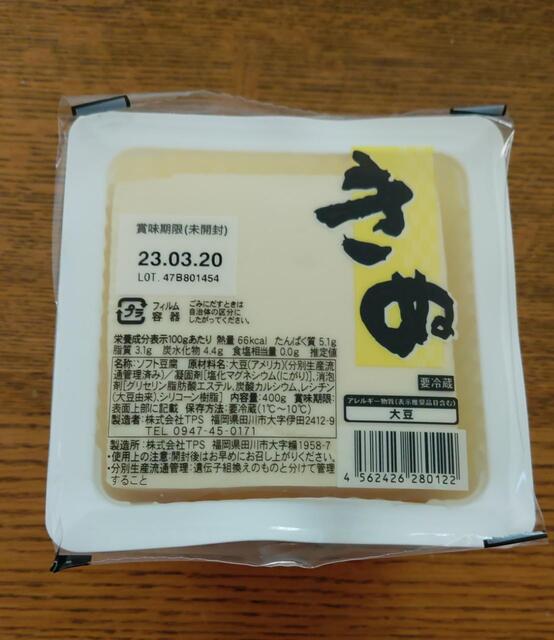 きぬ
賞味期限(未開封)
23.03.20
LOT. 47B801454
プラ
フィルム
容器
ごみにだすときは
自治体の区分に
したがってください。
栄養成分表示100gあたり 熱量 66kcal たんぱく質 5.1g
脂質 3.1g 炭水化物 4.4g 食塩相当量 0.0g 推定値
名称:ソフト豆腐 原材料名:大豆(アメリカ)(分別生産流
通管理済み)/凝固剤[塩化マグネシウム(にがり)]、消泡
剤[グリセリン脂肪酸エステル、炭酸カルシウム、レシチン
(大豆由来)、シリコーン樹脂] 内容量:400g 賞味期限:
表面上部に記載 保存方法:要冷蔵(1℃〜10℃)
製造者:株式会社TPS 福岡県田川市大字伊田2412-9
TEL 0947-45-0171
製造所:株式会社TPS 福岡県田川市大字糒1958-7
・使用上の注意:開封後はお早めにお召し上がりください。
・分別生産流通管理:遺伝子組換えのものと分けて管理
すること
要冷蔵
アレルギー物質(表示推奨品目含む)
大豆
4 562426 280122